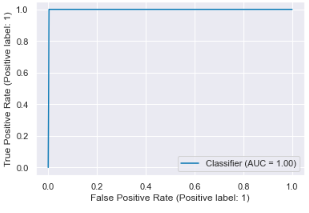 True Positive Rate (Positive label: 1)
1.0
0.8
0.6
0.4
0.2
0.0
Classifier (AUC = 1.00)
0.0 0.2 0.4 0.6 0.8 1.0
False Positive Rate (Positive label: 1)